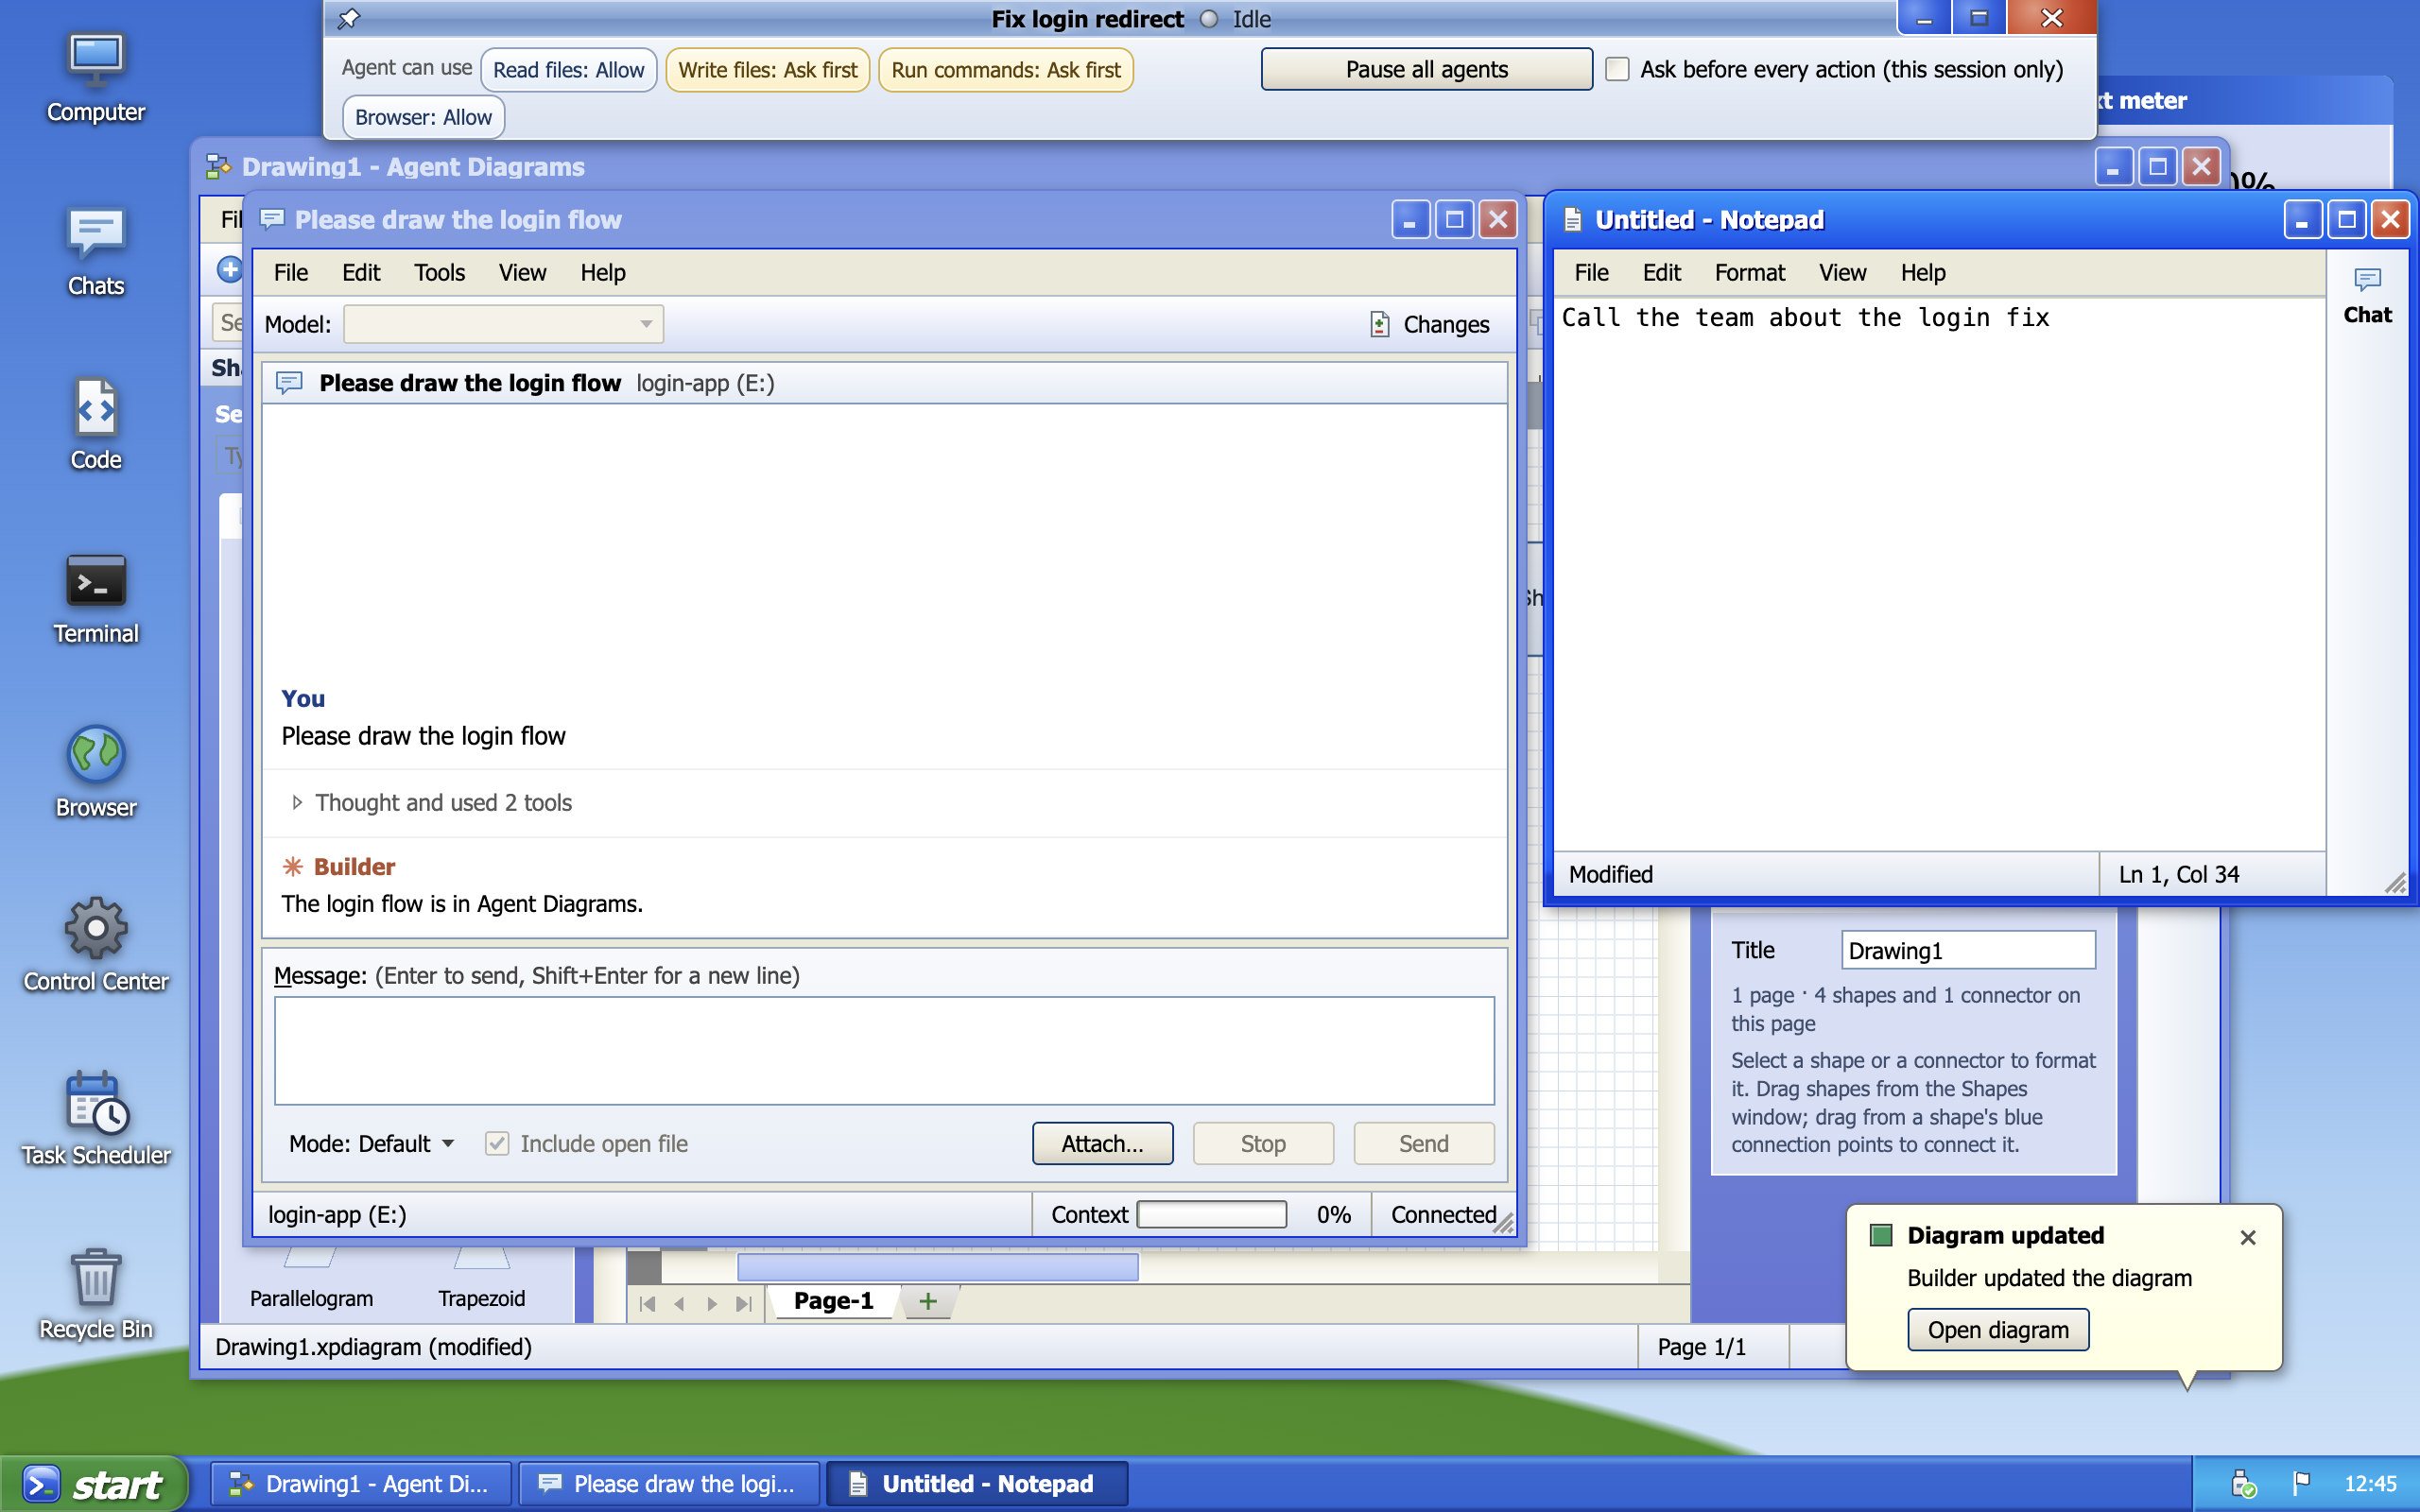 Fix login redirect Idle
Agent can use Read files: Allow Write files: Ask first Run commands: Ask first
Browser: Allow
Pause all agents Ask before every action (this session only)
meter
Computer
Chats
Code
Terminal
Browser
Control Center
Task Scheduler
Recycle Bin
Drawing1 - Agent Diagrams
Please draw the login flow
File Edit Tools View Help
Model:
Changes
Please draw the login flow login-app (E:)
You
Please draw the login flow
Thought and used 2 tools
Builder
The login flow is in Agent Diagrams.
Message: (Enter to send, Shift+Enter for a new line)
Mode: Default Include open file Attach... Stop Send
login-app (E:) Context 0% Connected
Untitled - Notepad
File Edit Format View Help
Call the team about the login fix
Chat
Modified Ln 1, Col 34
Title Drawing1
1 page · 4 shapes and 1 connector on
this page
Select a shape or a connector to format
it. Drag shapes from the Shapes
window; drag from a shape's blue
connection points to connect it.
Parallelogram Trapezoid
Page-1
Drawing1.xpdiagram (modified) Page 1/1
Diagram updated
Builder updated the diagram
Open diagram
start Drawing1 - Agent Di... Please draw the logi... Untitled - Notepad 12:45